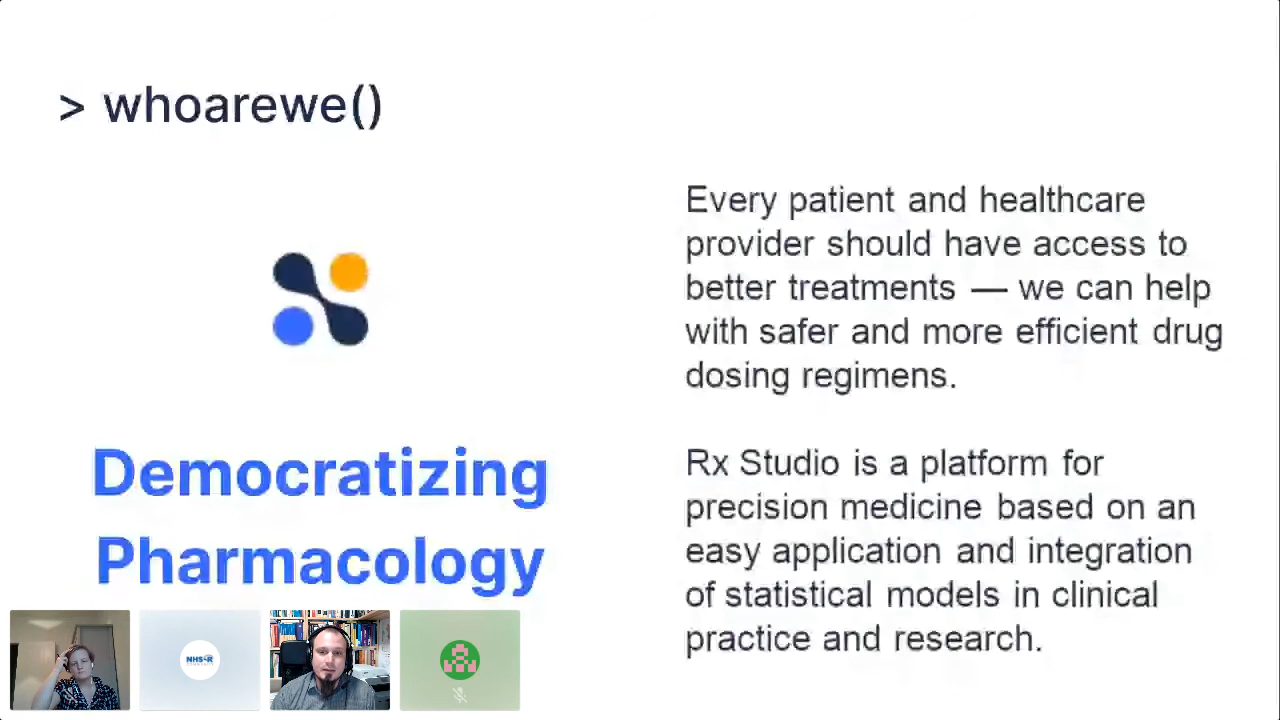 > whoarewe()
Every patient and healthcare
provider should have access to
better treatments — we can help
with safer and more efficient drug
dosing regimens.
Rx Studio is a platform for
precision medicine based on an
easy application and integration
of statistical models in clinical
practice and research.
Democratizing
Pharmacology
NHS-R